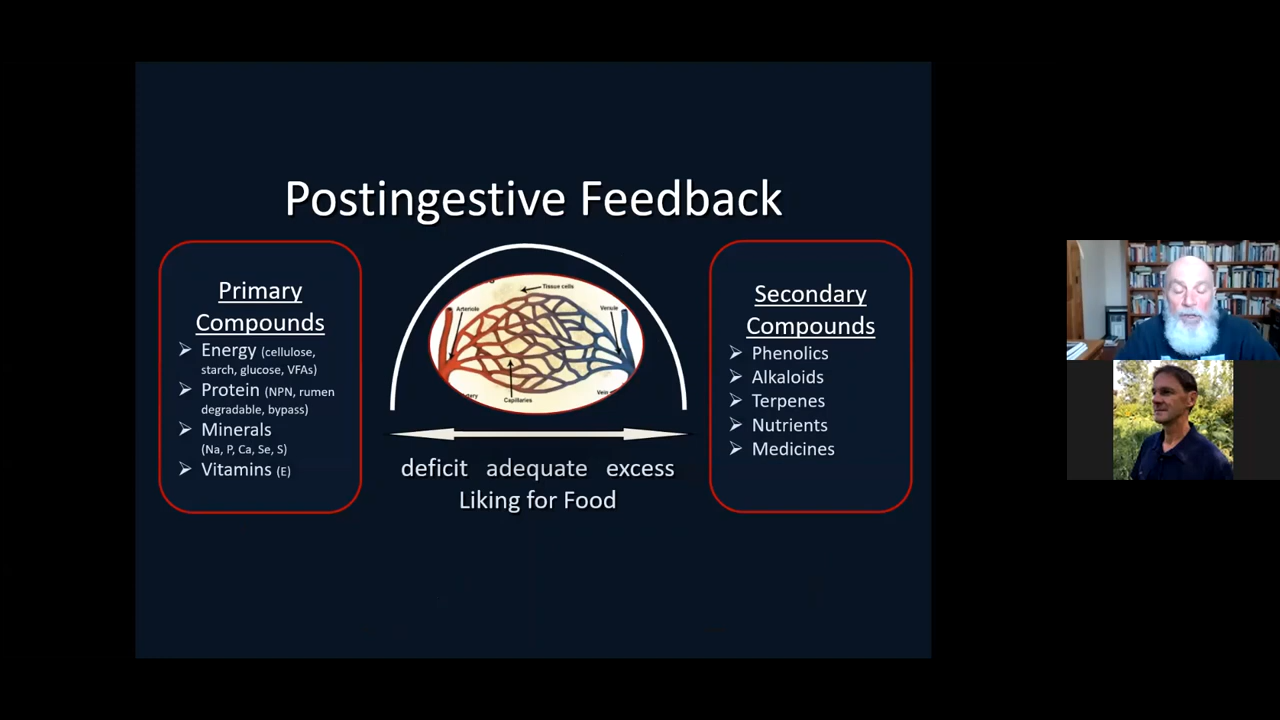 Postingestive Feedback
Primary
Compounds
Energy (cellulose,
starch, glucose, VFAs)
Protein (NPN, rumen
degradable, bypass)
Minerals
(Na, P, Ca, Se, S)
Vitamins (E)
Tissue cells
Arteriole
Venule
Capillaries
Vein
deficit adequate excess
Liking for Food
Secondary
Compounds
Phenolics
Alkaloids
Terpenes
Nutrients
Medicines